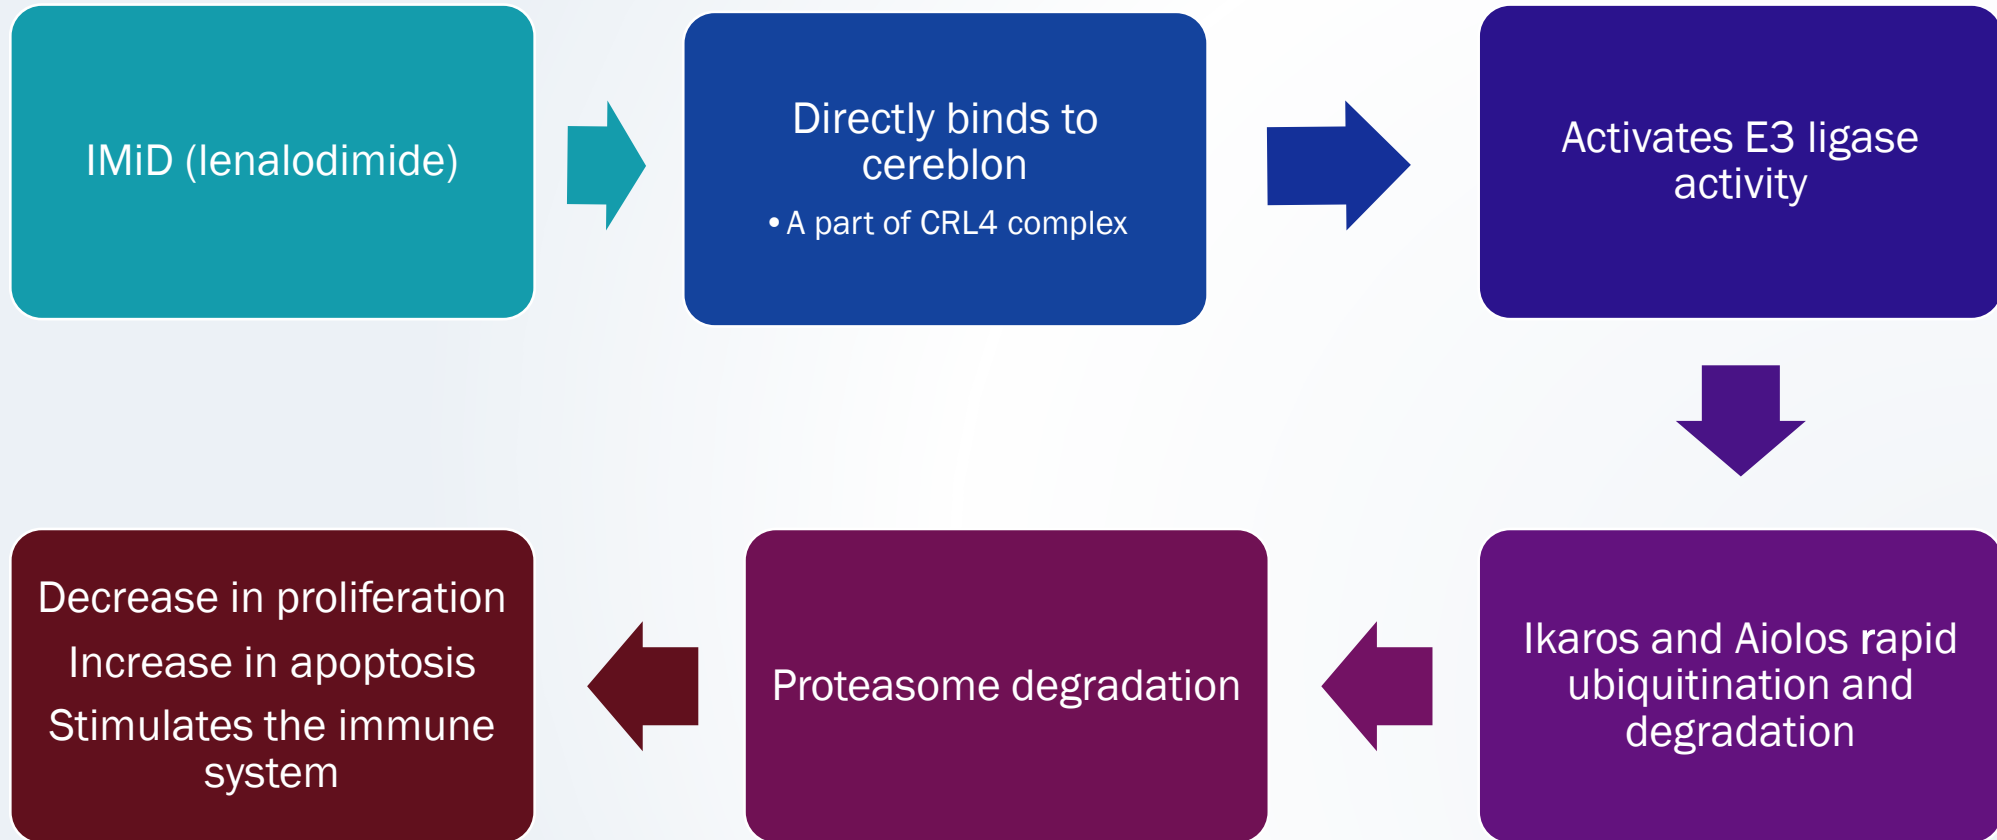 IMiD (lenalodimide)
Directly binds to
cereblon
• A part of CRL4 complex
Activates E3 ligase
activity
Ikaros and Aiolos rapid
ubiquitination and
degradation
Proteasome degradation
Decrease in proliferation
Increase in apoptosis
Stimulates the immune
system